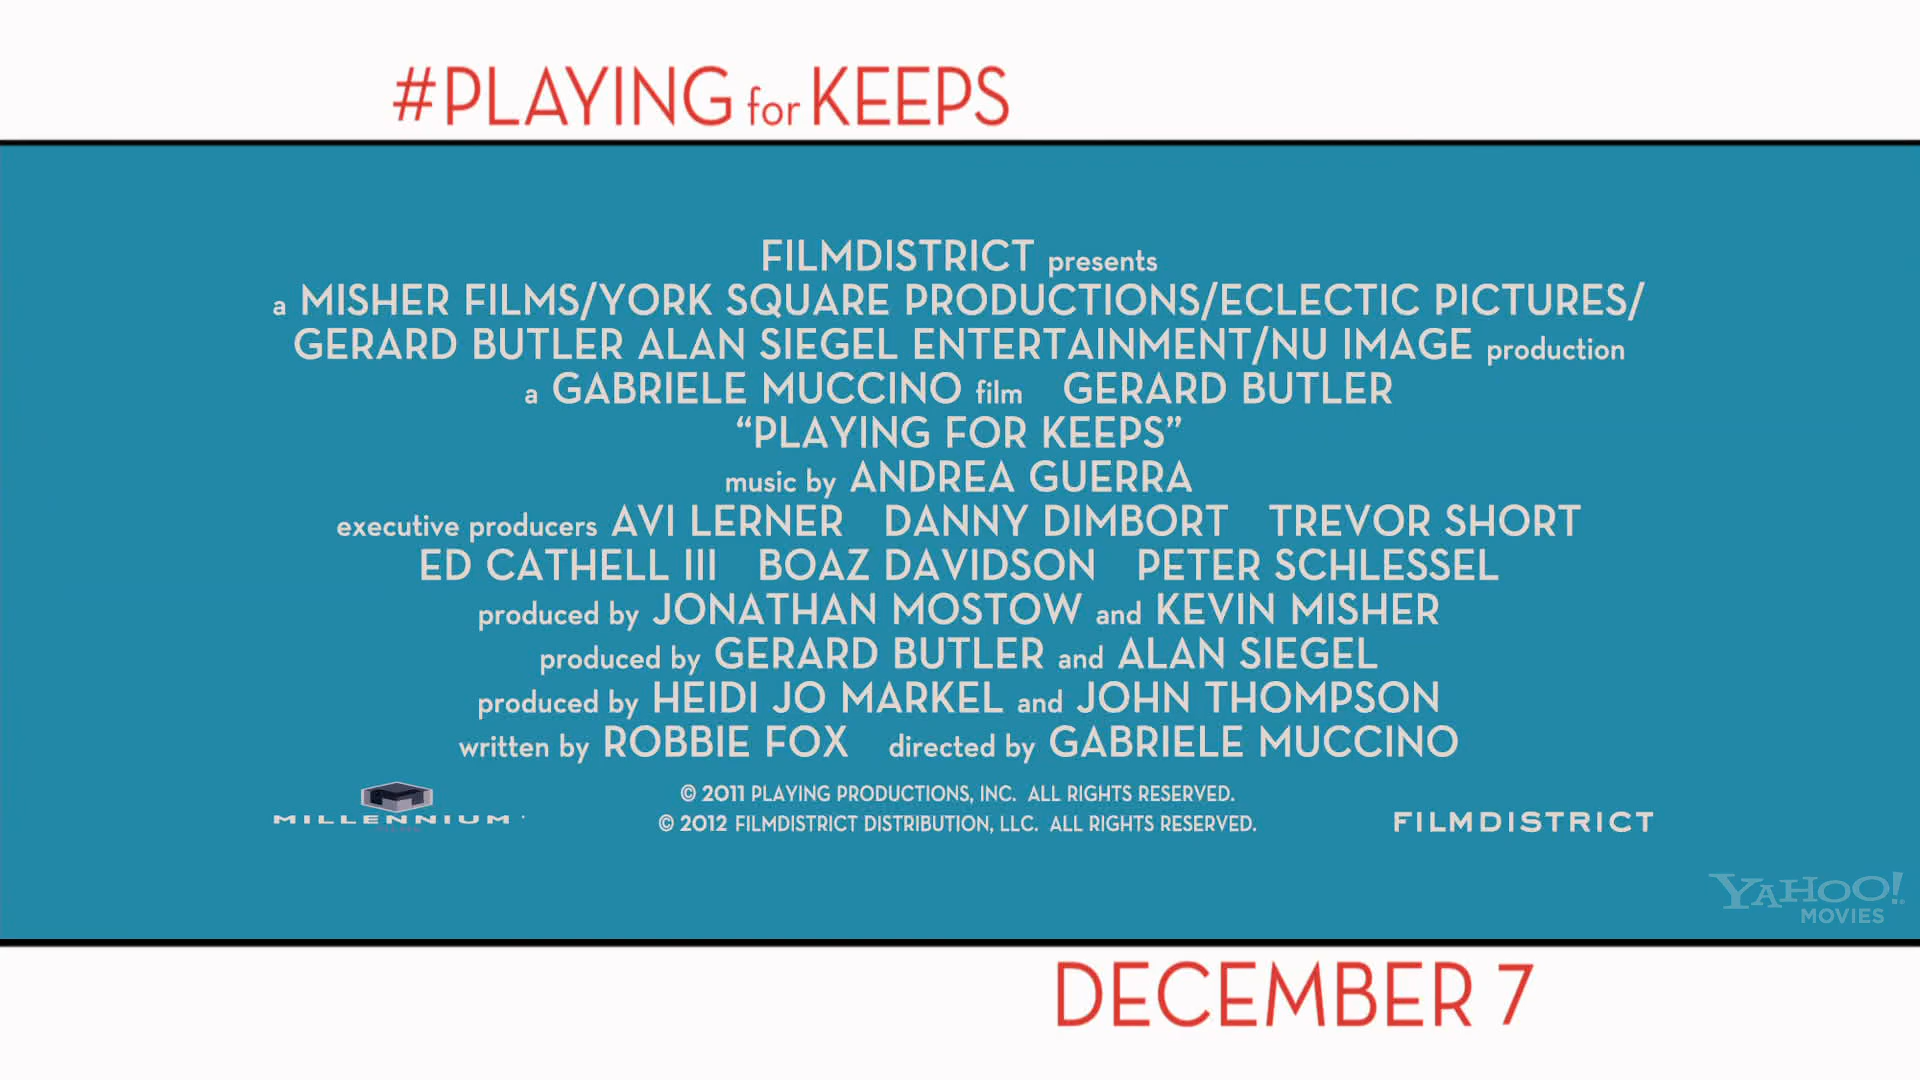 #PLAYING for KEEPS
FILMDISTRICT presents
a MISHER FILMS/YORK SQUARE PRODUCTIONS/ECLECTIC PICTURES/
GERARD BUTLER ALAN SIEGEL ENTERTAINMENT/NU IMAGE production
a GABRIELE MUCCINO film GERARD BUTLER
“PLAYING FOR KEEPS”
music by ANDREA GUERRA
executive producers AVI LERNER DANNY DIMBORT TREVOR SHORT
ED CATHELL III BOAZ DAVIDSON PETER SCHLESSEL
produced by JONATHAN MOSTOW and KEVIN MISHER
produced by GERARD BUTLER and ALAN SIEGEL
produced by HEIDI JO MARKEL and JOHN THOMPSON
written by ROBBIE FOX directed by GABRIELE MUCCINO
© 2011 PLAYING PRODUCTIONS, INC. ALL RIGHTS RESERVED.
© 2012 FILMDISTRICT DISTRIBUTION, LLC. ALL RIGHTS RESERVED.
MILLENNIUM
FILMDISTRICT
YAHOO!
MOVIES
DECEMBER 7